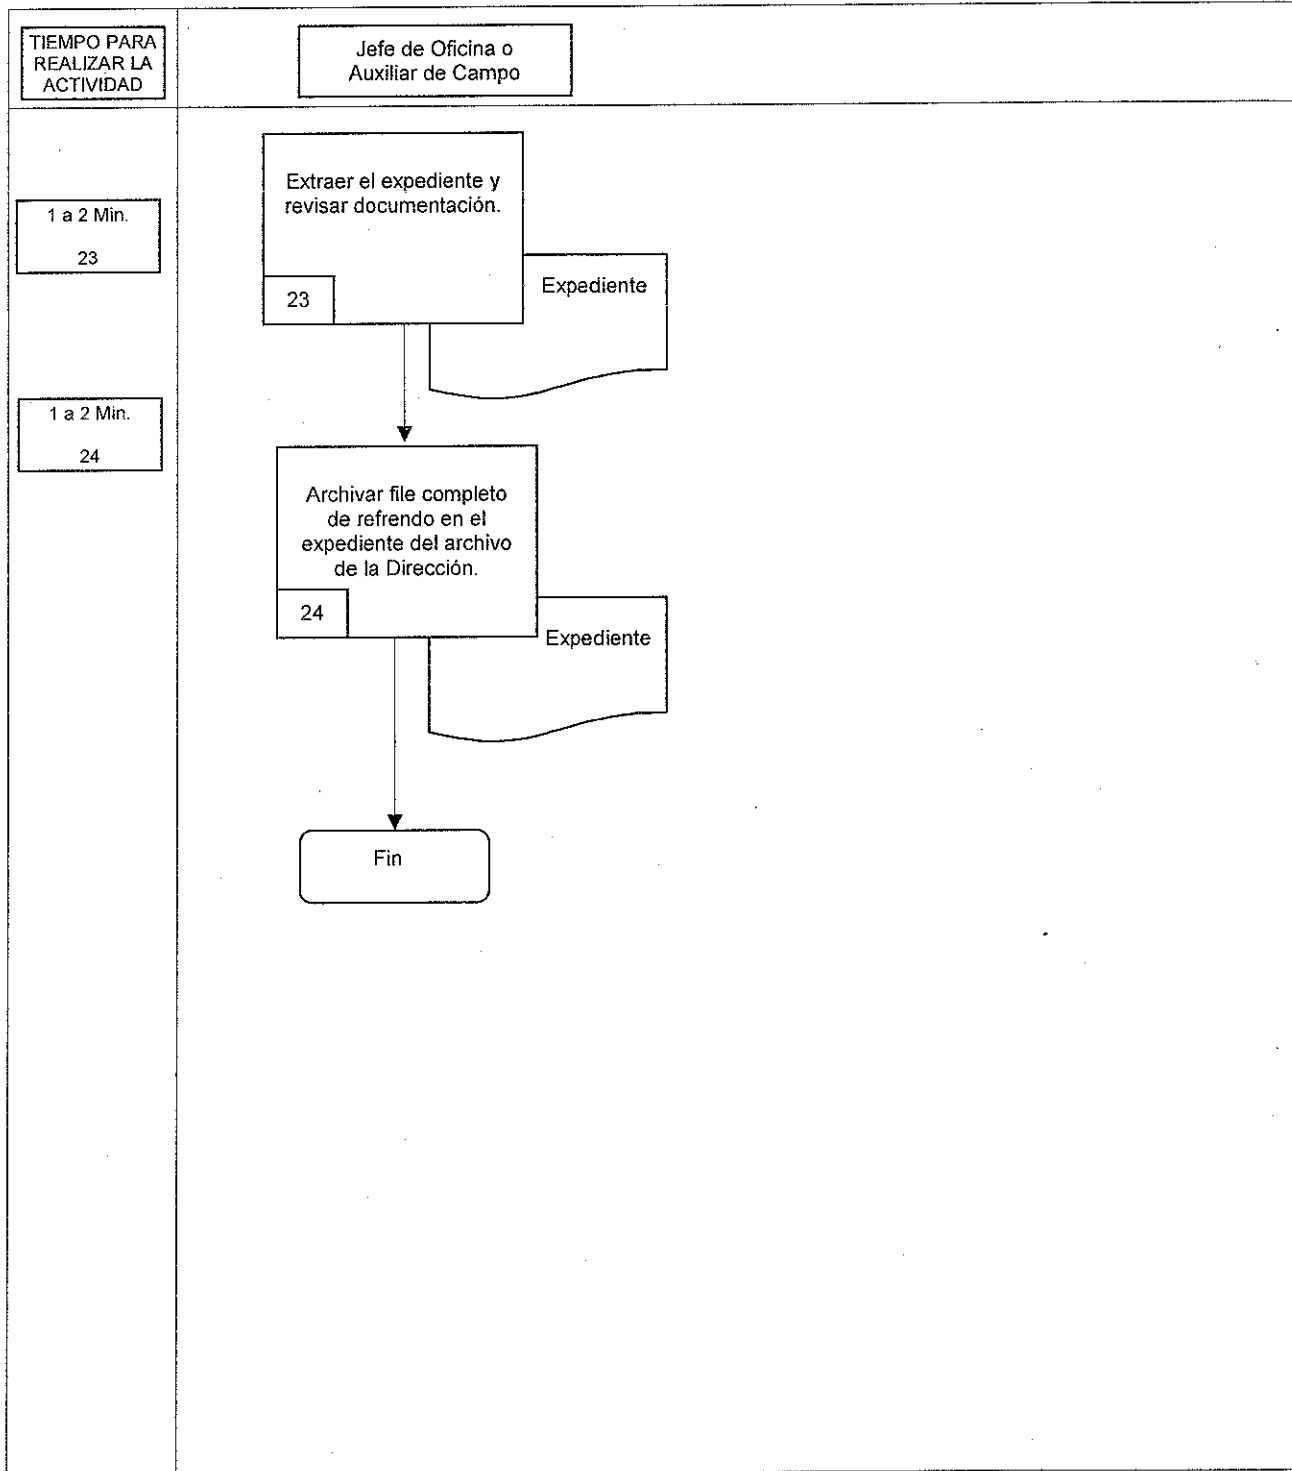 TIEMPO PARA
REALIZAR LA
ACTIVIDAD
Jefe de Oficina o
Auxiliar de Campo
1 a 2 Min.
23
Extraer el expediente y
revisar documentación.
23
Expediente
1 a 2 Min.
24
Archivar file completo
de refrendo en el
expediente del archivo
de la Dirección.
24
Expediente
Fin